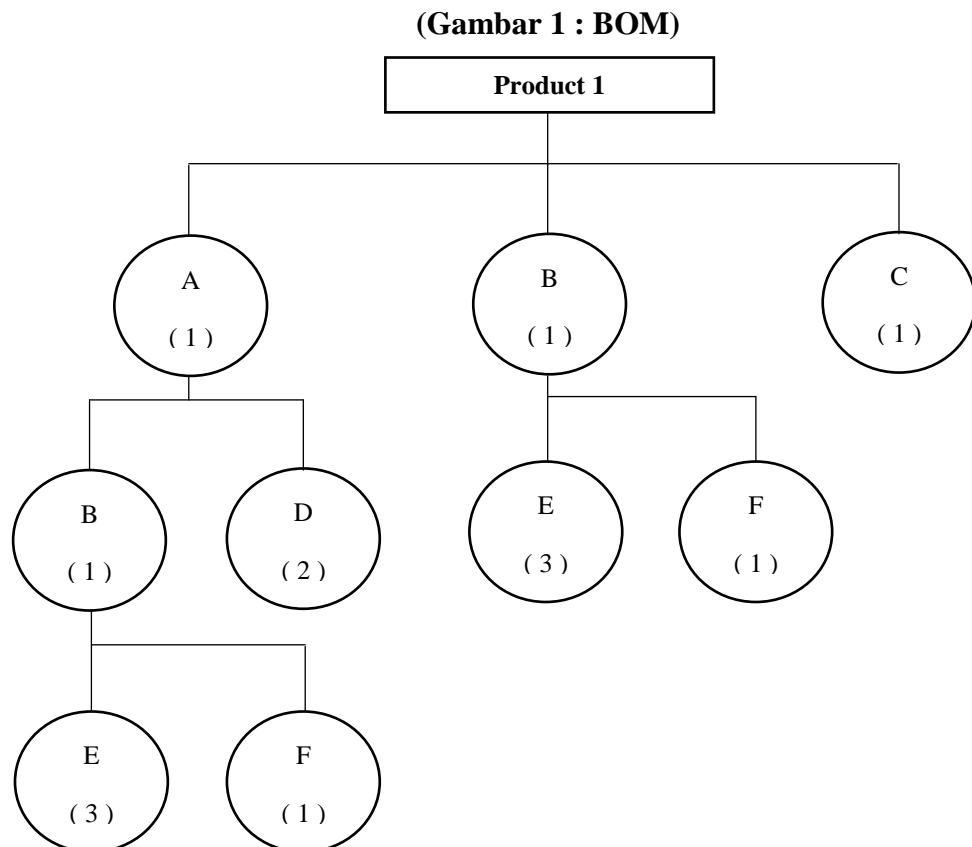 (Gambar 1 : BOM)
Product 1
A
( 1 )
B
( 1 )
C
( 1 )
B
( 1 )
D
( 2 )
E
( 3 )
F
( 1 )
E
( 3 )
F
( 1 )